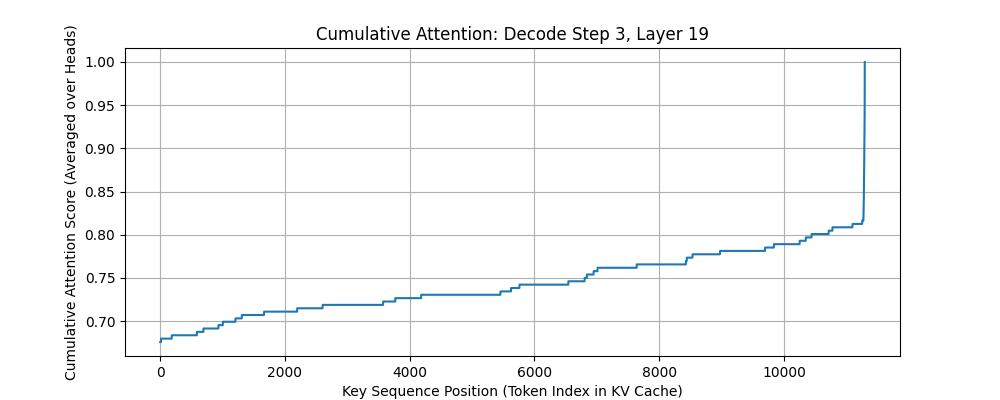 Cumulative Attention: Decode Step 3, Layer 19
Cumulative Attention Score (Averaged over Heads)
1.00
0.95
0.90
0.85
0.80
0.75
0.70
0 2000 4000 6000 8000 10000
Key Sequence Position (Token Index in KV Cache)